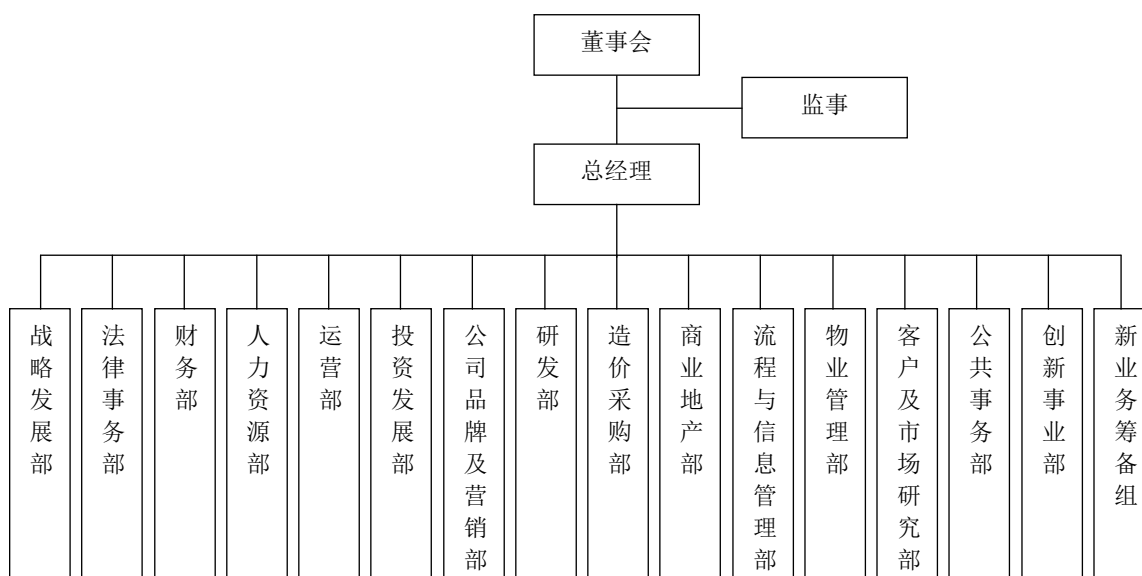 董事会
监事
总经理
战略发展部
法律事务部
财务部
人力资源部
运营部
投资发展部
公司品牌及营销部
研发部
造价采购部
商业地产部
流程与信息管理部
物业管理部
客户及市场研究部
公共事务部
创新事业部
新业务筹备组